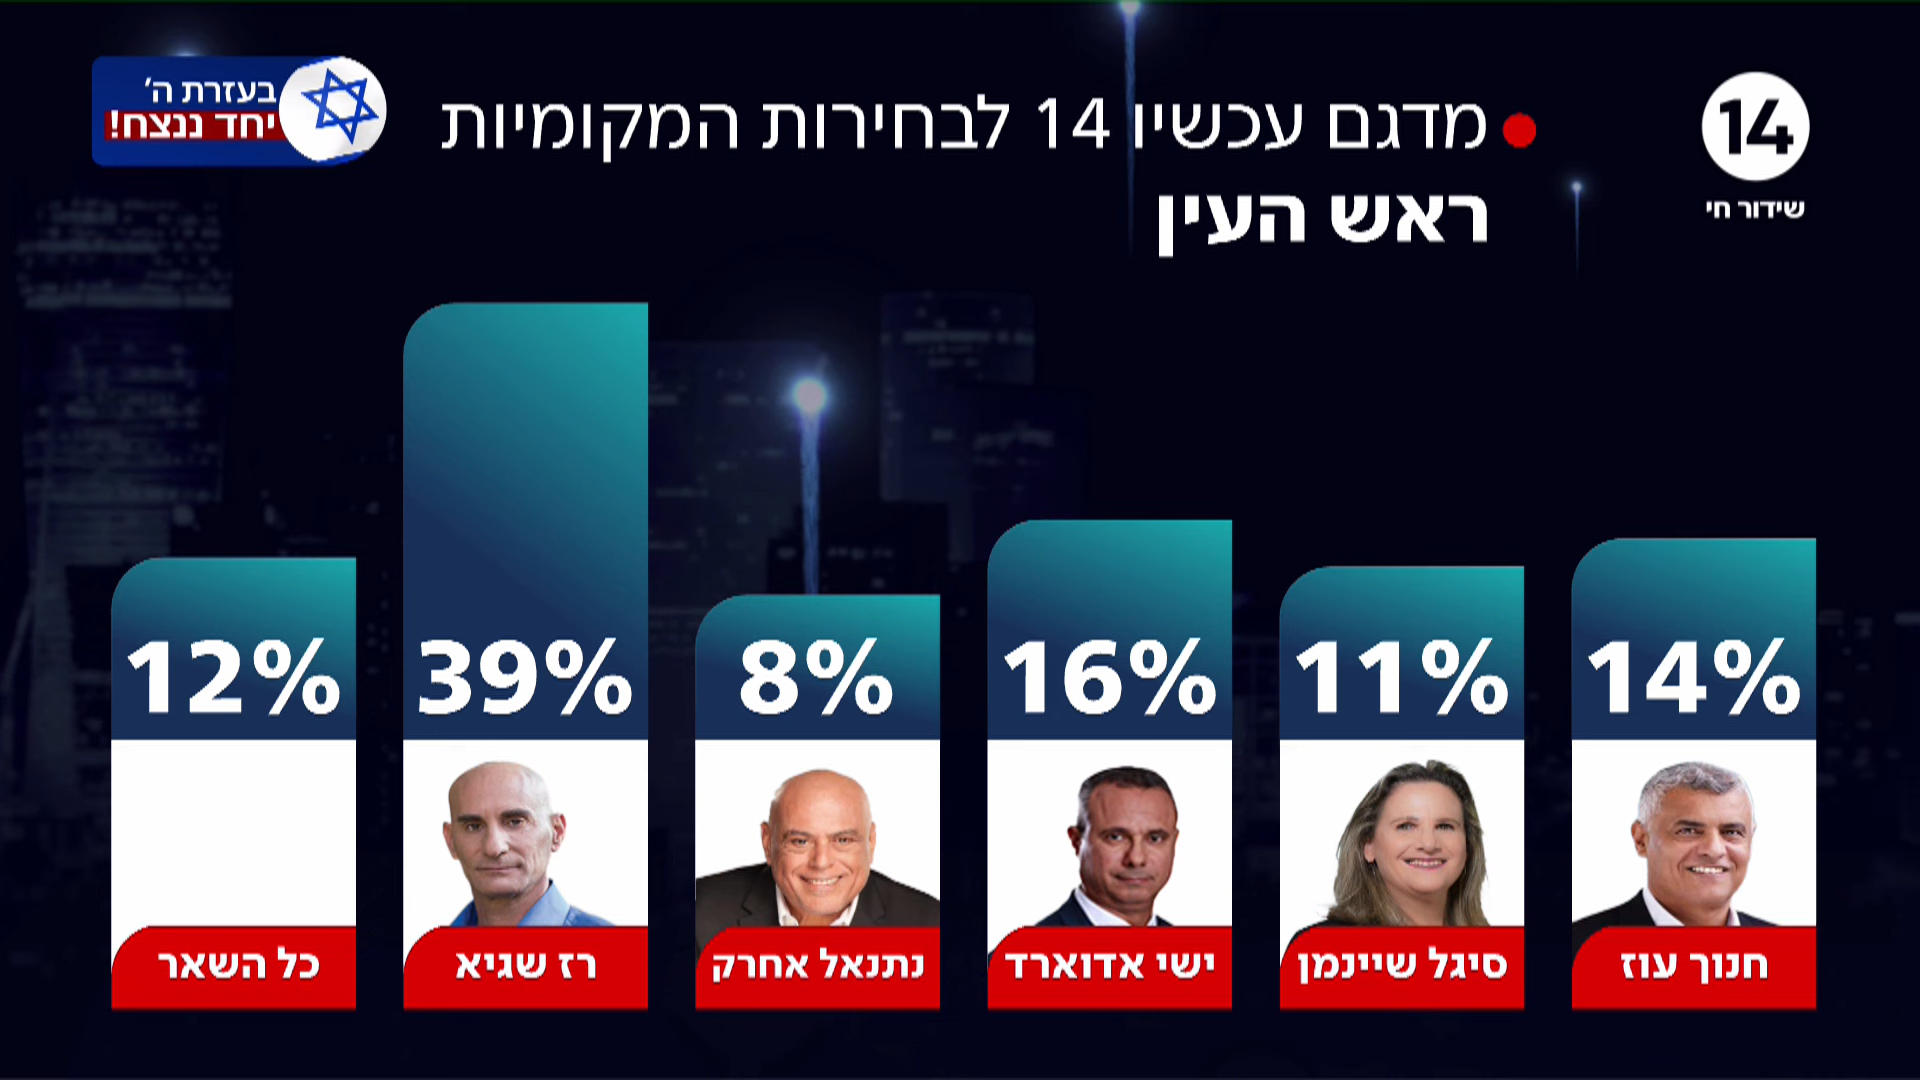 14
שידור חי
מדגם עכשיו 14 לבחירות המקומיות
ראש העין
בעזרת ה'
יחד ננצח!
14%
11%
16%
8%
39%
12%
חנוך עוז
סיגל שיינמן
ישי אדוארד
נתנאל אחרק
רז שגיא
כל השאר